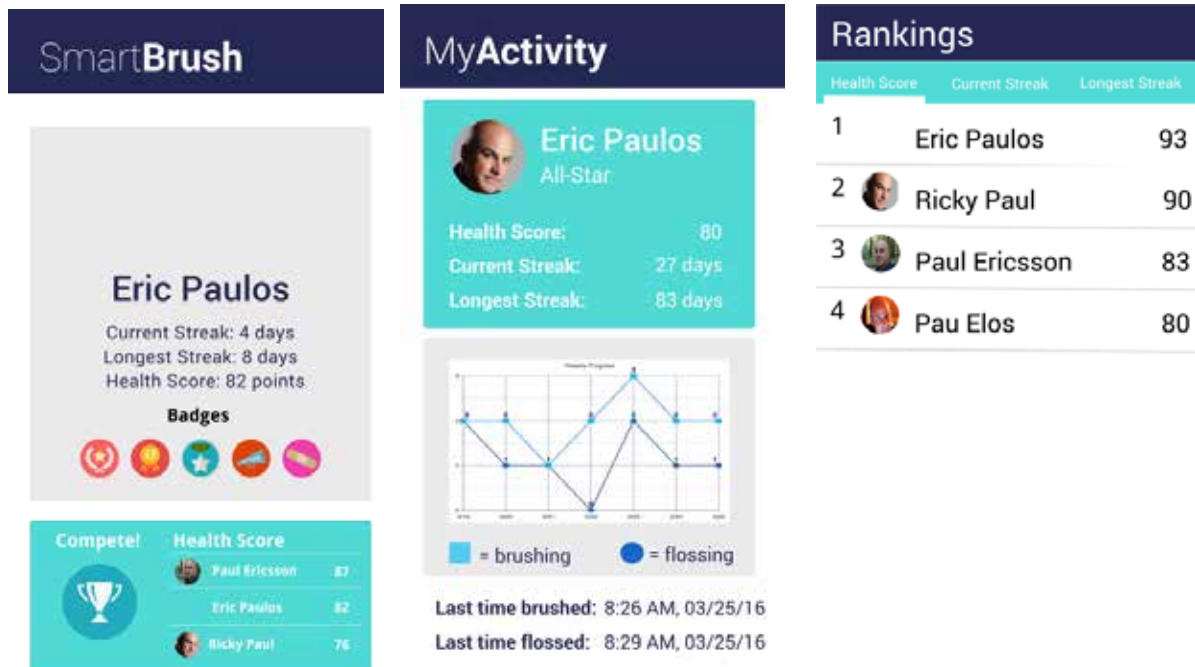 SmartBrush
Eric Paulos
Current Streak: 4 days
Longest Streak: 8 days
Health Score: 82 points
Badges
Compete!
Health Score
Paul Ericsson 87
Eric Paulos 82
Ricky Paul 76
MyActivity
Eric Paulos
All-Star
Health Score: 80
Current Streak: 27 days
Longest Streak: 83 days
= brushing
= flossing
Last time brushed: 8:26 AM, 03/25/16
Last time flossed: 8:29 AM, 03/25/16
Rankings
Health Score Current Streak Longest Streak
1 Eric Paulos 93
2 Ricky Paul 90
3 Paul Ericsson 83
4 Pau Elos 80